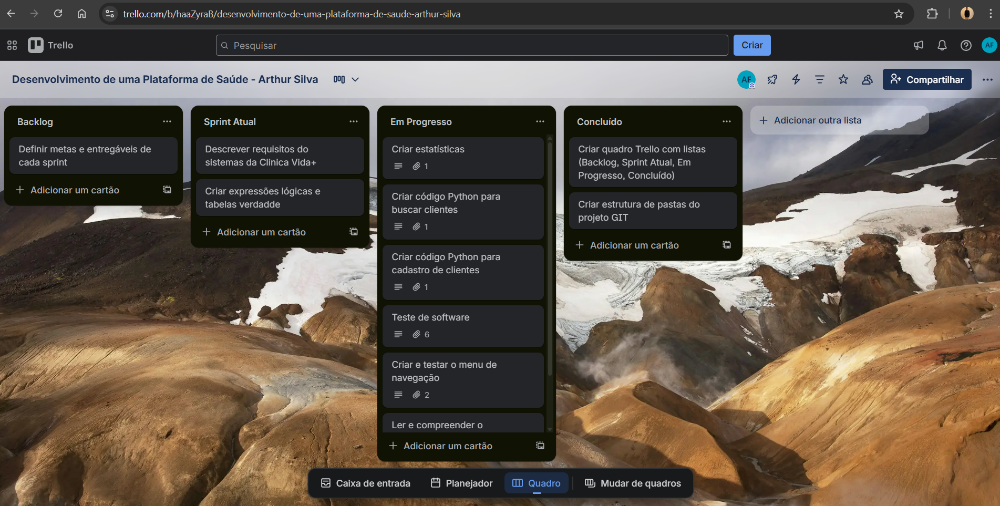 trello.com/b/haaZyraB/desenvolvimento-de-uma-plataforma-de-saude-arthur-silva
Trello
Pesquisar
Criar
AF
Desenvolvimento de uma Plataforma de Saúde - Arthur Silva
AF
Compartilhar
Backlog
Definir metas e entregáveis de
cada sprint
Adicionar um cartão
Sprint Atual
Descrever requisitos do
sistemas da Clinica Vida+
Criar expressões lógicas e
tabelas verdadde
Adicionar um cartão
Em Progresso
Criar estatísticas
1
Criar código Python para
buscar clientes
1
Criar código Python para
cadastro de clientes
1
Teste de software
6
Criar e testar o menu de
navegação
2
Ler e compreender o
Adicionar um cartão
Concluído
Criar quadro Trello com listas
(Backlog, Sprint Atual, Em
Progresso, Concluído)
Criar estrutura de pastas do
projeto GIT
Adicionar um cartão
Adicionar outra lista
Caixa de entrada
Planejador
Quadro
Mudar de quadros